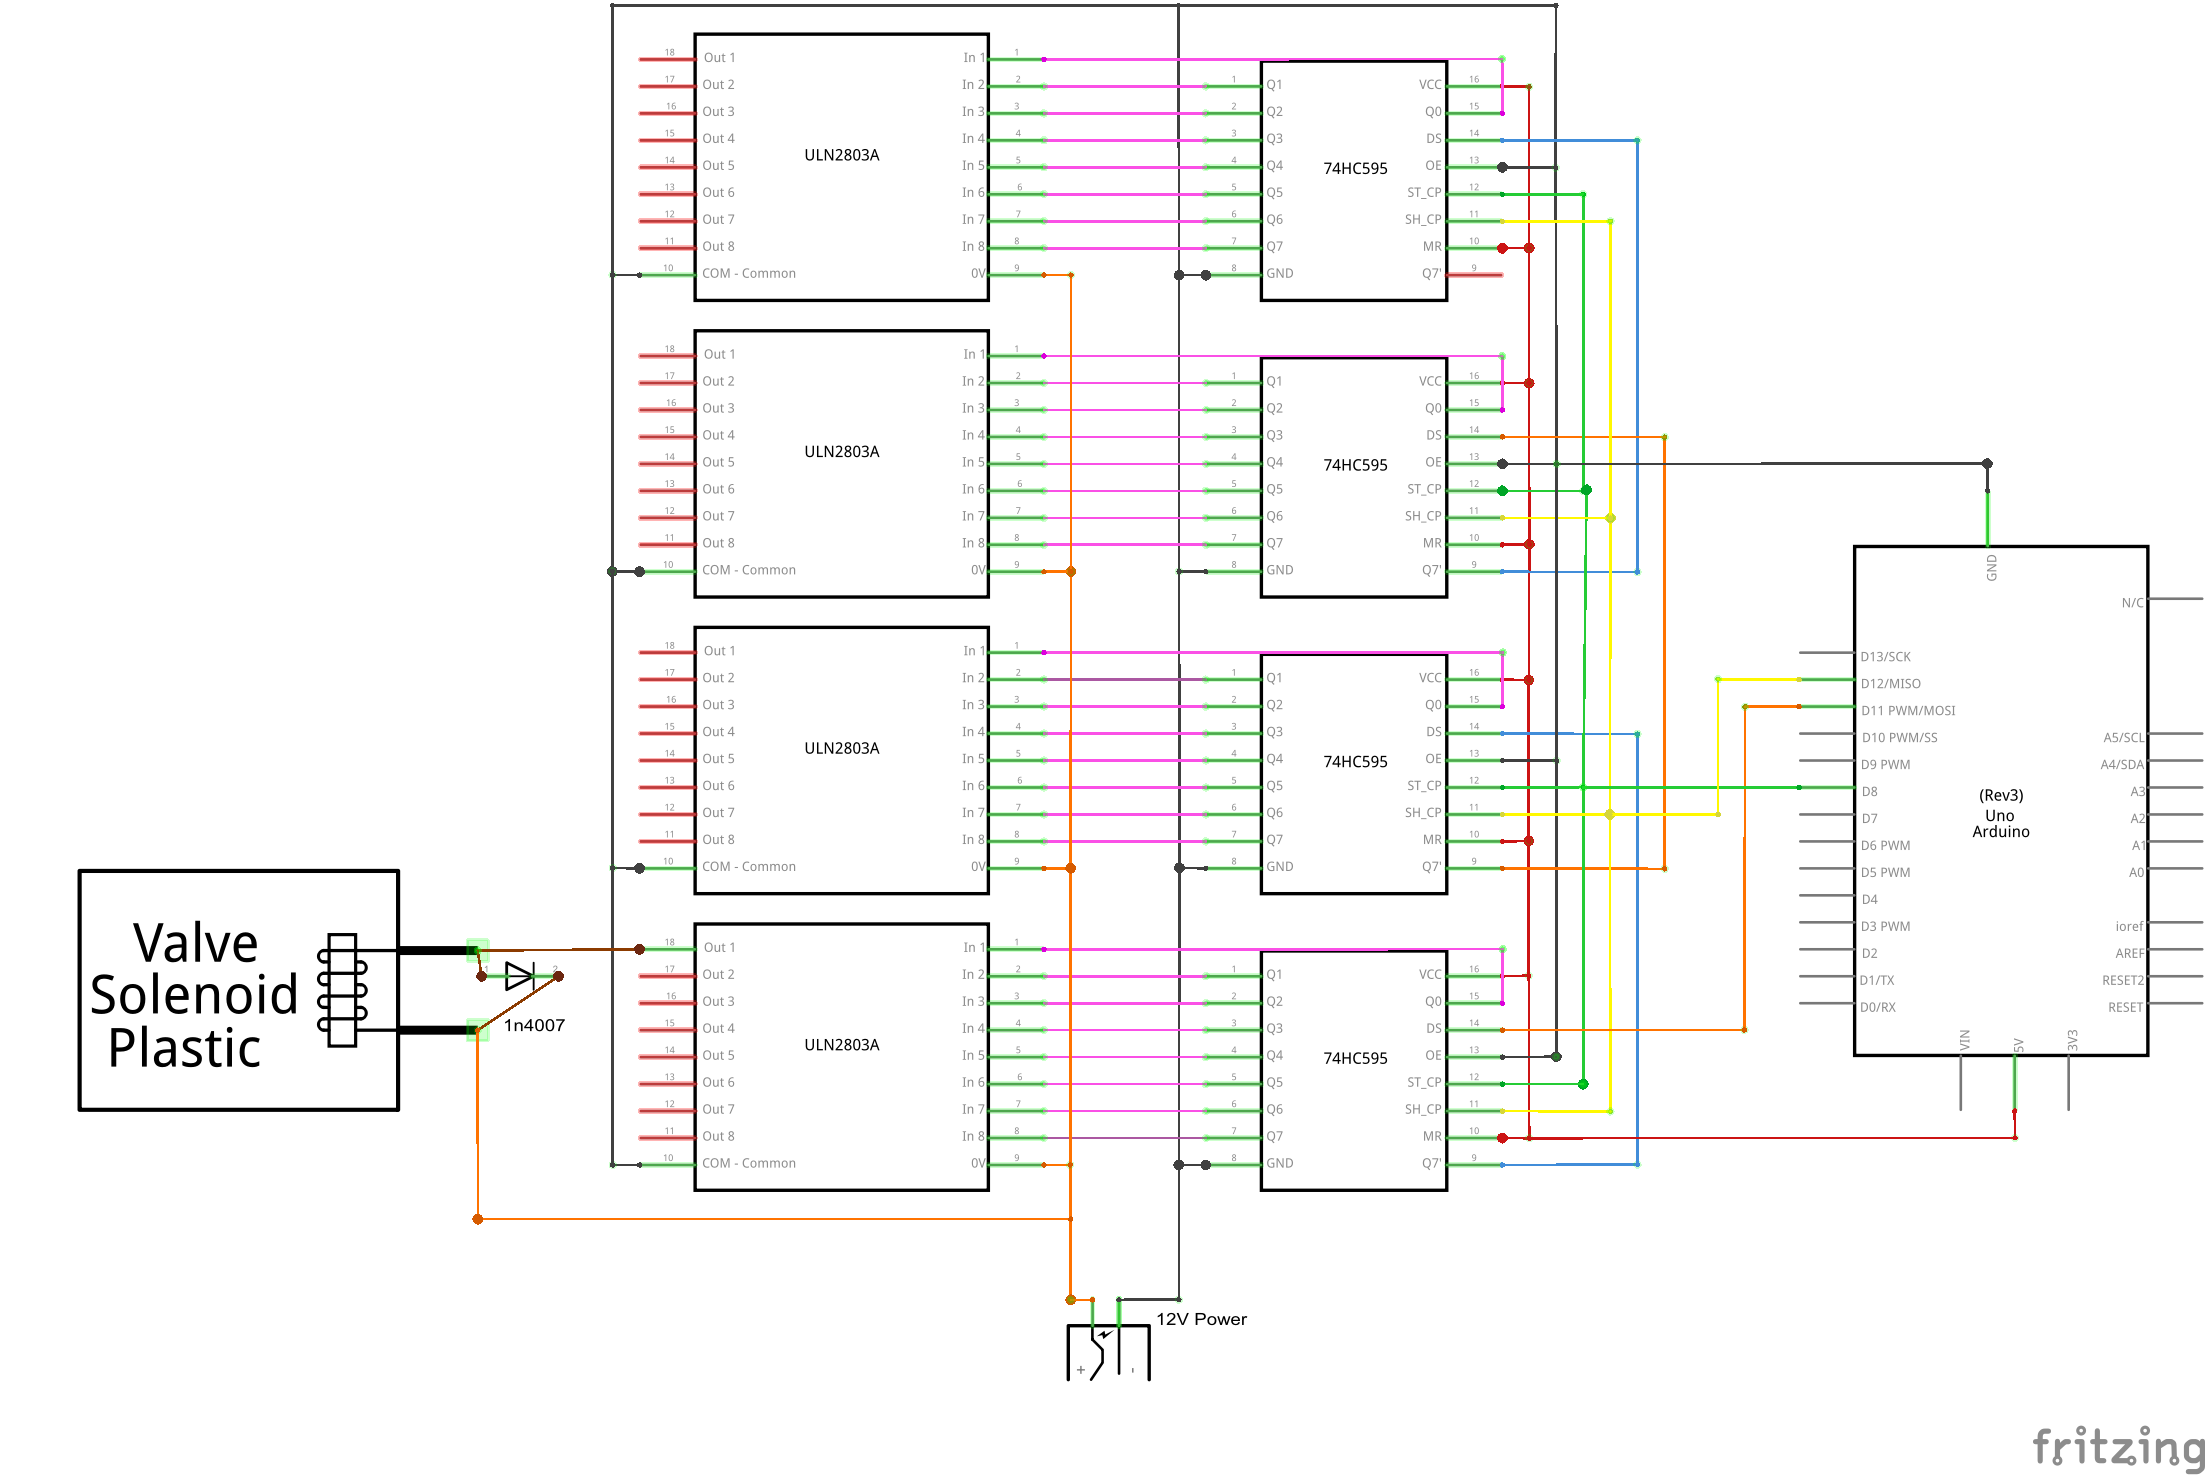 18 Out 1 In 1 1
17 Out 2 In 2 2
16 Out 3 In 3 3
15 Out 4 In 4 4
14 Out 5 In 5 5
13 Out 6 In 6 6
12 Out 7 In 7 7
11 Out 8 In 8 8
10 COM - Common 0V 9
ULN2803A
1 Q1 VCC 16
2 Q2 Q0 15
3 Q3 DS 14
4 Q4 OE 13
5 Q5 ST_CP 12
6 Q6 SH_CP 11
7 Q7 MR 10
8 GND Q7' 9
74HC595
18 Out 1 In 1 1
17 Out 2 In 2 2
16 Out 3 In 3 3
15 Out 4 In 4 4
14 Out 5 In 5 5
13 Out 6 In 6 6
12 Out 7 In 7 7
11 Out 8 In 8 8
10 COM - Common 0V 9
ULN2803A
1 Q1 VCC 16
2 Q2 Q0 15
3 Q3 DS 14
4 Q4 OE 13
5 Q5 ST_CP 12
6 Q6 SH_CP 11
7 Q7 MR 10
8 GND Q7' 9
74HC595
18 Out 1 In 1 1
17 Out 2 In 2 2
16 Out 3 In 3 3
15 Out 4 In 4 4
14 Out 5 In 5 5
13 Out 6 In 6 6
12 Out 7 In 7 7
11 Out 8 In 8 8
10 COM - Common 0V 9
ULN2803A
1 Q1 VCC 16
2 Q2 Q0 15
3 Q3 DS 14
4 Q4 OE 13
5 Q5 ST_CP 12
6 Q6 SH_CP 11
7 Q7 MR 10
8 GND Q7' 9
74HC595
18 Out 1 In 1 1
17 Out 2 In 2 2
16 Out 3 In 3 3
15 Out 4 In 4 4
14 Out 5 In 5 5
13 Out 6 In 6 6
12 Out 7 In 7 7
11 Out 8 In 8 8
10 COM - Common 0V 9
ULN2803A
1 Q1 VCC 16
2 Q2 Q0 15
3 Q3 DS 14
4 Q4 OE 13
5 Q5 ST_CP 12
6 Q6 SH_CP 11
7 Q7 MR 10
8 GND Q7' 9
74HC595
Valve
Solenoid
Plastic
1 2
1n4007
GND
N/C
D13/SCK
D12/MISO
D11 PWM/MOSI
D10 PWM/SS A5/SCL
D9 PWM A4/SDA
D8 A3
D7 A2
D6 PWM A1
D5 PWM A0
D4
D3 PWM ioref
D2 AREF
D1/TX RESET2
D0/RX RESET
(Rev3)
Uno
Arduino
VIN 5V 3V3
12V Power
+ -
fritzing